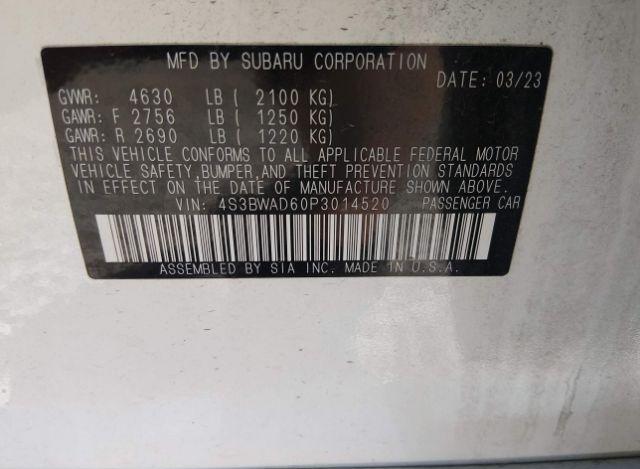 MFD BY SUBARU CORPORATION
DATE: 03/23
GVWR: 4630 LB ( 2100 KG)
GAWR: F 2756 LB ( 1250 KG)
GAWR: R 2690 LB ( 1220 KG)
THIS VEHICLE CONFORMS TO ALL APPLICABLE FEDERAL MOTOR
VEHICLE SAFETY, BUMPER, AND THEFT PREVENTION STANDARDS
IN EFFECT ON THE DATE OF MANUFACTURE SHOWN ABOVE.
VIN: 4S3BWAD60P3014520 PASSENGER CAR
ASSEMBLED BY SIA INC. MADE IN U.S.A.